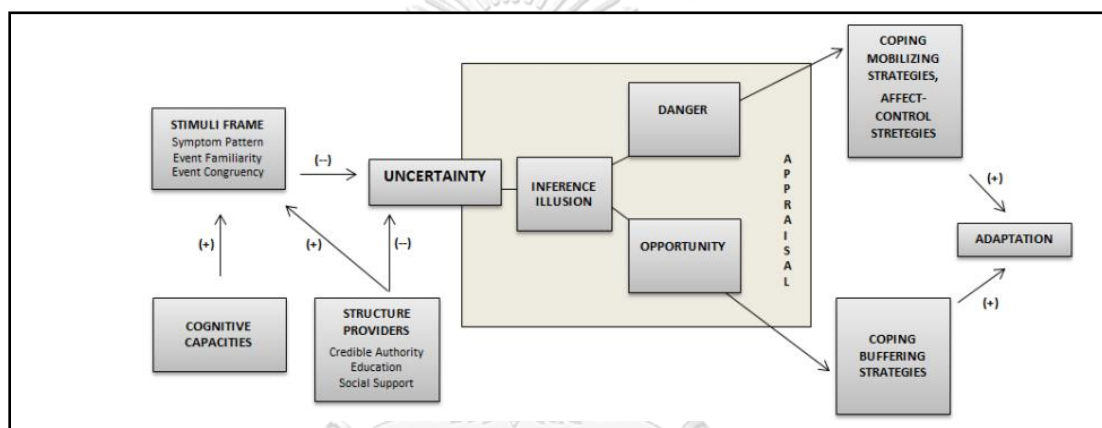 STIMULI FRAME
Symptom Pattern
Event Familiarity
Event Congruency
(--)
UNCERTAINTY
(+)
(+)
(--)
COGNITIVE
CAPACITIES
STRUCTURE
PROVIDERS
Credible Authority
Education
Social Support
INFERENCE
ILLUSION
DANGER
OPPORTUNITY
A
P
P
R
A
I
S
A
L
COPING
MOBILIZING
STRATEGIES,
AFFECT-
CONTROL
STRETEGIES
(+)
ADAPTATION
(+)
COPING
BUFFERING
STRATEGIES